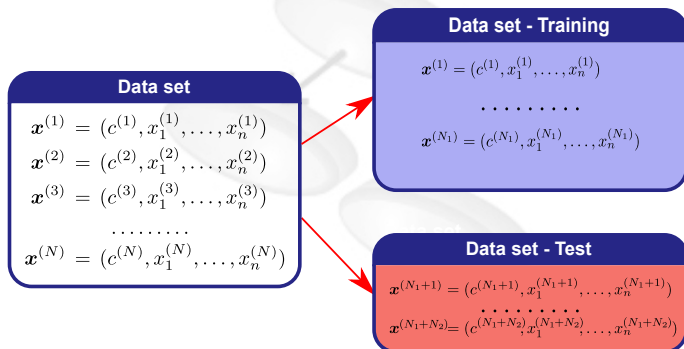 Data set
x^{(1)} = (c^{(1)}, x_1^{(1)}, . . . , x_n^{(1)})
x^{(2)} = (c^{(2)}, x_1^{(2)}, . . . , x_n^{(2)})
x^{(3)} = (c^{(3)}, x_1^{(3)}, . . . , x_n^{(3)})
. . . . . . . . .
x^{(N)} = (c^{(N)}, x_1^{(N)}, . . . , x_n^{(N)})
Data set - Training
x^{(1)} = (c^{(1)}, x_1^{(1)}, . . . , x_n^{(1)})
. . . . . . . . .
x^{(N_1)} = (c^{(N_1)}, x_1^{(N_1)}, . . . , x_n^{(N_1)})
Data set - Test
x^{(N_1+1)} = (c^{(N_1+1)}, x_1^{(N_1+1)}, . . . , x_n^{(N_1+1)})
. . . . . . . . .
x^{(N_1+N_2)} = (c^{(N_1+N_2)}, x_1^{(N_1+N_2)}, . . . , x_n^{(N_1+N_2)})